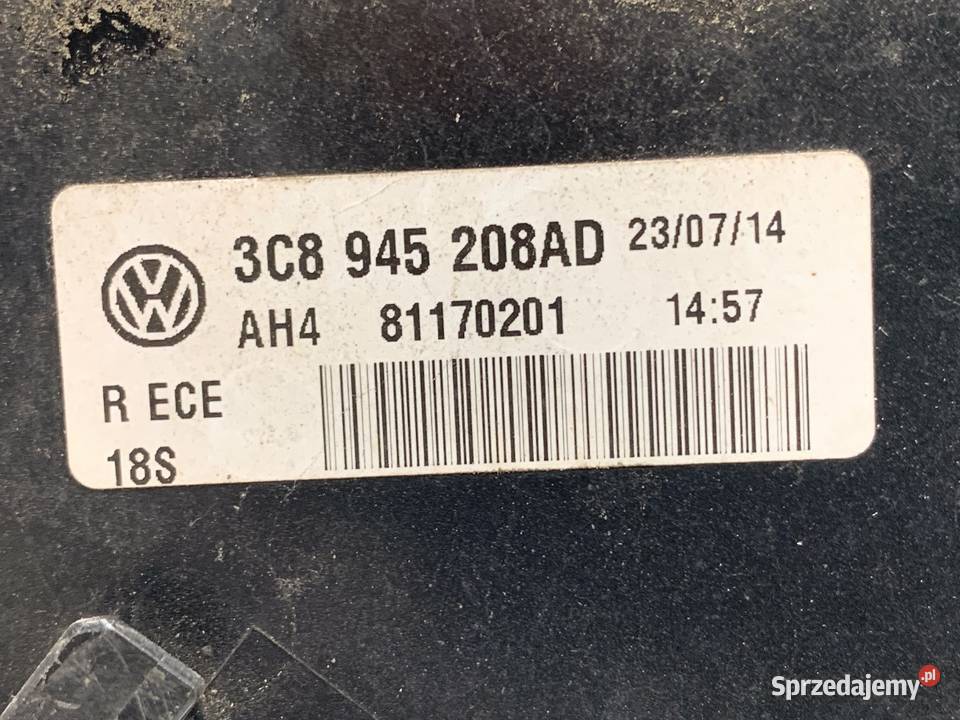 3C8 945 208AD 23/07/14
AH4 81170201 14:57
R ECE
18S
Sprzedajemy.pl